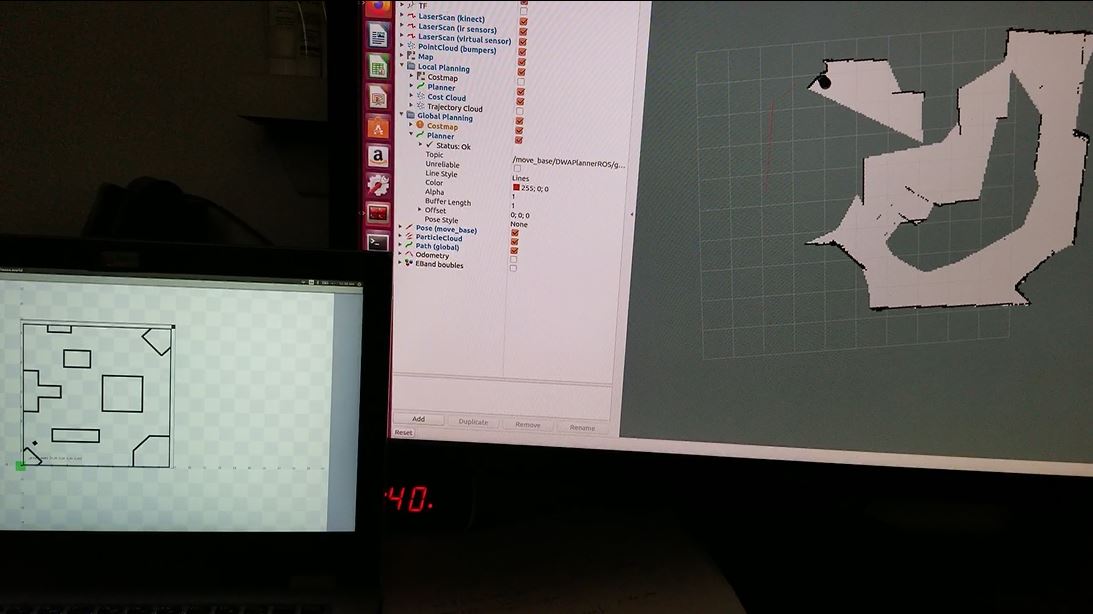 TF
LaserScan (kinect)
LaserScan (ir sensors)
LaserScan (virtual sensor)
PointCloud (bumpers)
Map
Local Planning
Costmap
Planner
Cost Cloud
Trajectory Cloud
Global Planning
Costmap
Planner
Status: Ok
Topic /move_base/DWAPlannerROS/g...
Unreliable
Line Style Lines
Color 255; 0; 0
Alpha 1
Buffer Length 1
Offset 0; 0; 0
Pose Style None
Pose (move_base)
ParticleCloud
Path (global)
Odometry
EBand boubles
Add Duplicate Remove Rename
Reset
:40.